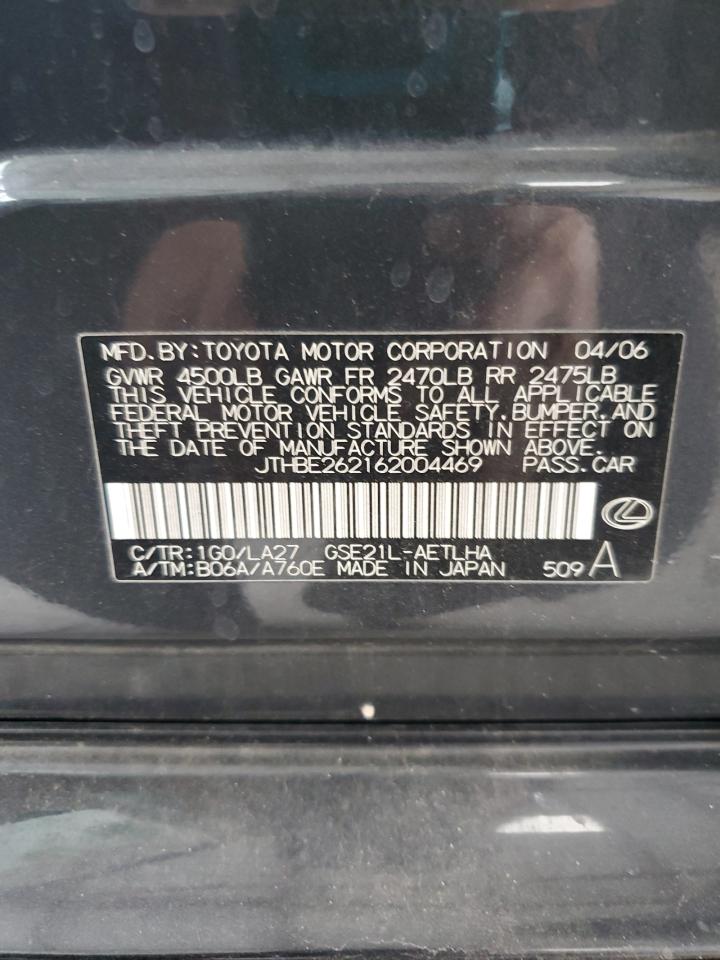 MFD.BY:TOYOTA MOTOR CORPORATION 04/06
GVWR 4500LB GAWR FR 2470LB RR 2475LB
THIS VEHICLE CONFORMS TO ALL APPLICABLE
FEDERAL MOTOR VEHICLE SAFETY,BUMPER,AND
THEFT PREVENTION STANDARDS IN EFFECT ON
THE DATE OF MANUFACTURE SHOWN ABOVE.
JTHBE262162004469 PASS.CAR
C/TR:1G0/LA27 GSE21L-AETLHA
A/TM:B06A/A760E MADE IN JAPAN 509 A